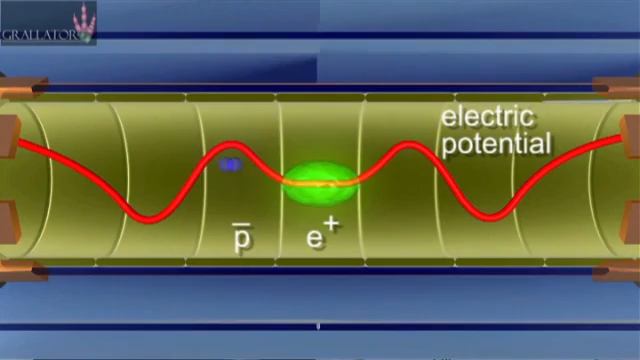 GRALLATOR
electric
potential
p̅ e⁺